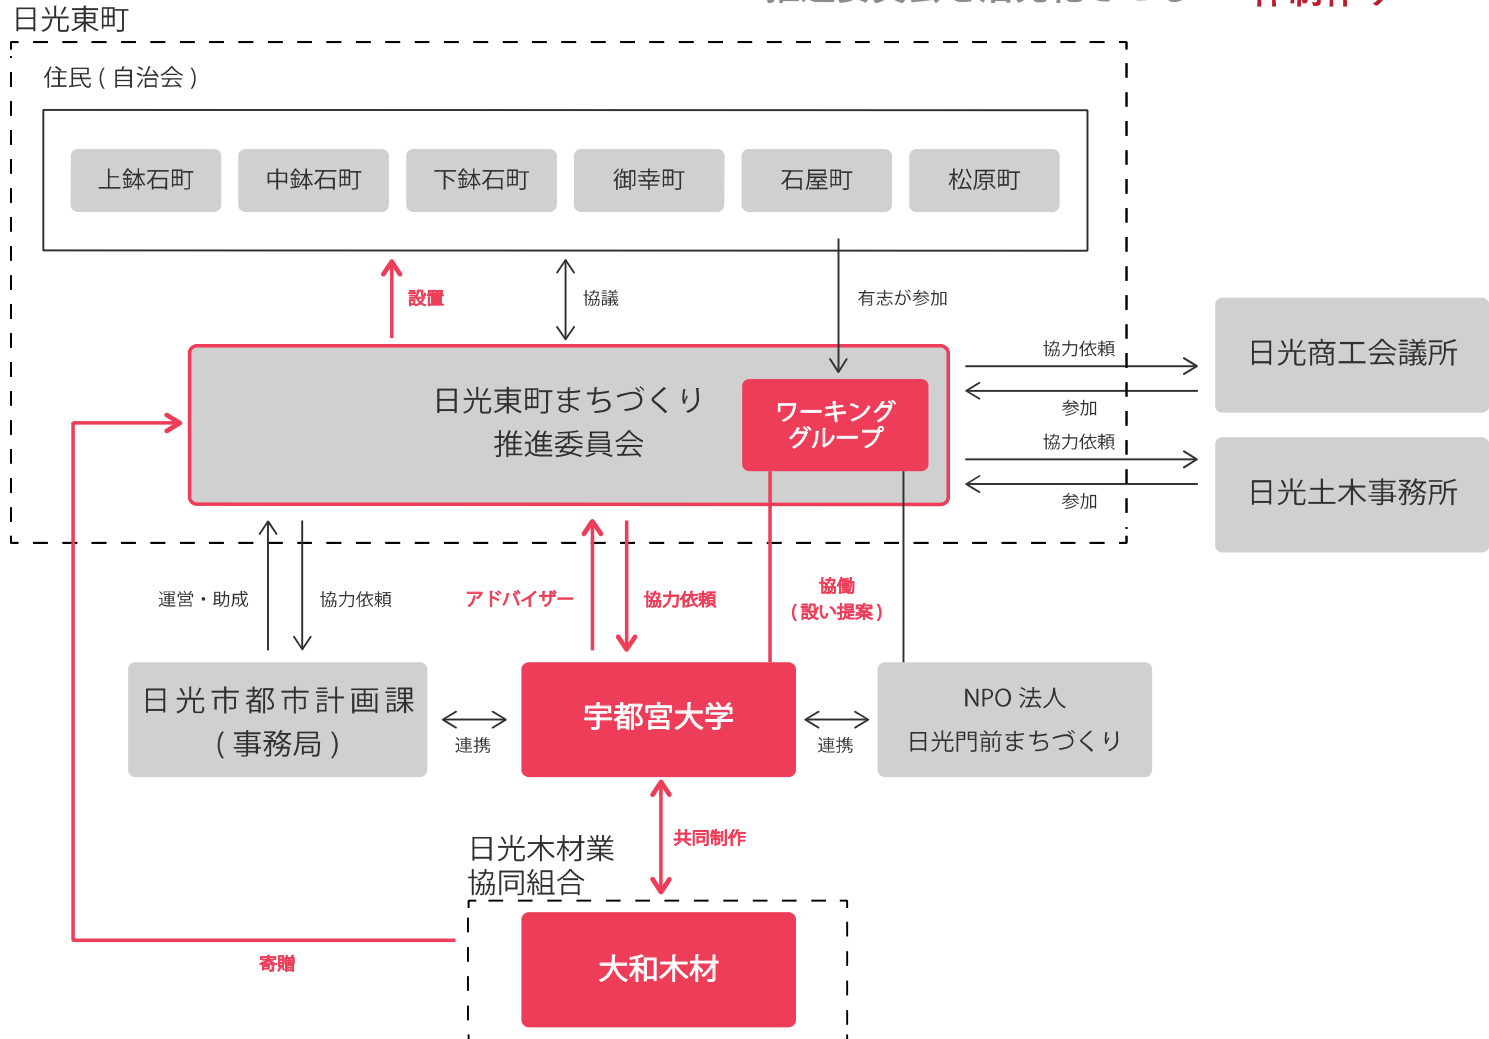 日光東町
住民(自治会)
上鉢石町
中鉢石町
下鉢石町
御幸町
石屋町
松原町
設置
協議
有志が参加
日光東町まちづくり
推進委員会
ワーキング
グループ
協力依頼
参加
協力依頼
参加
日光商工会議所
日光土木事務所
運営・助成
協力依頼
アドバイザー
協力依頼
協働
(設い提案)
日光市都市計画課
(事務局)
連携
宇都宮大学
連携
NPO 法人
日光門前まちづくり
共同制作
日光木材業
協同組合
大和木材
寄贈